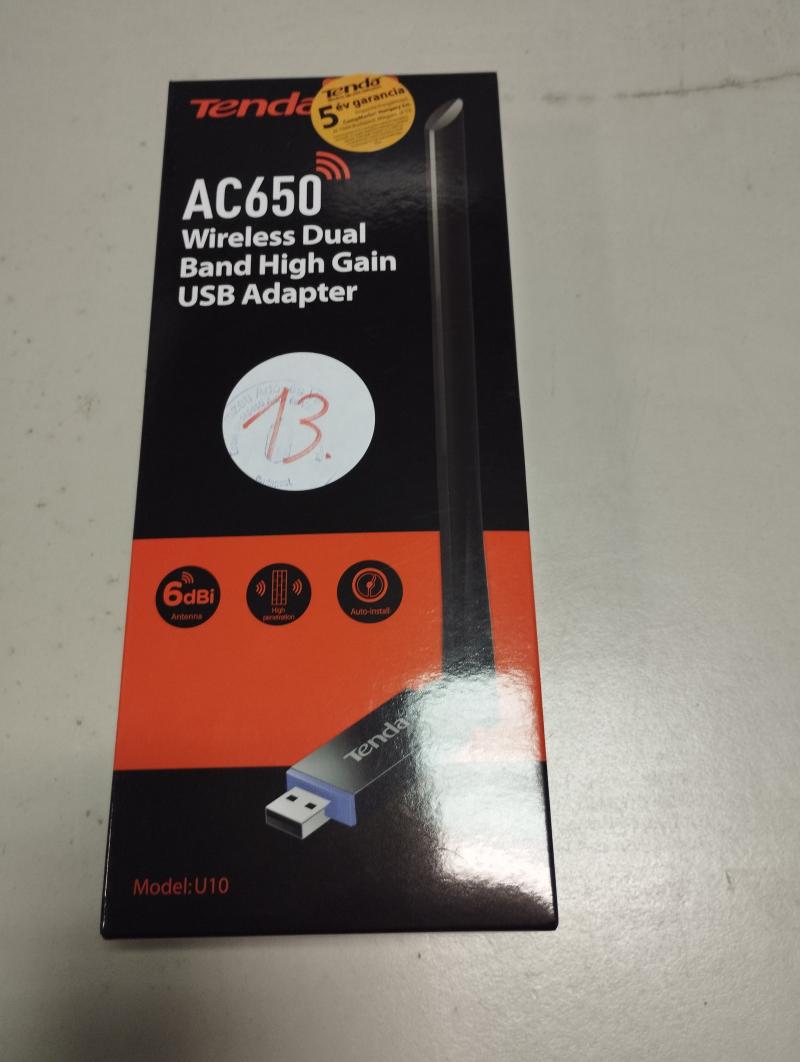 Tenda
Tenda
5 év garancia
AC650
Wireless Dual
Band High Gain
USB Adapter
13.
Budapest
6dBi
Antenna
High
penetration
Auto-install
Tenda
Model:U10